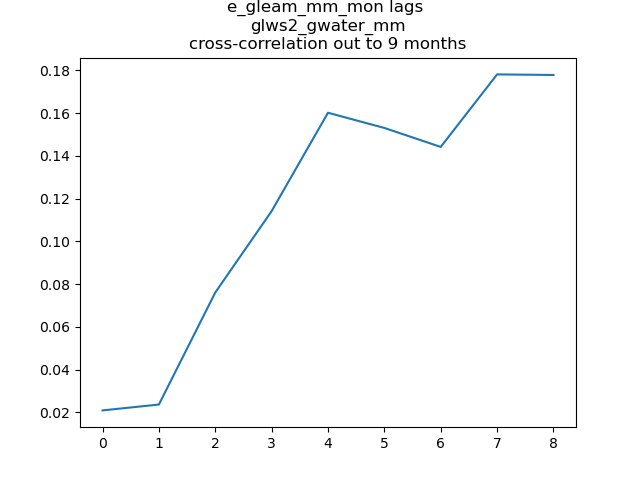 e_gleam_mm_mon lags
glws2_gwater_mm
cross-correlation out to 9 months
0.18
0.16
0.14
0.12
0.10
0.08
0.06
0.04
0.02
0 1 2 3 4 5 6 7 8